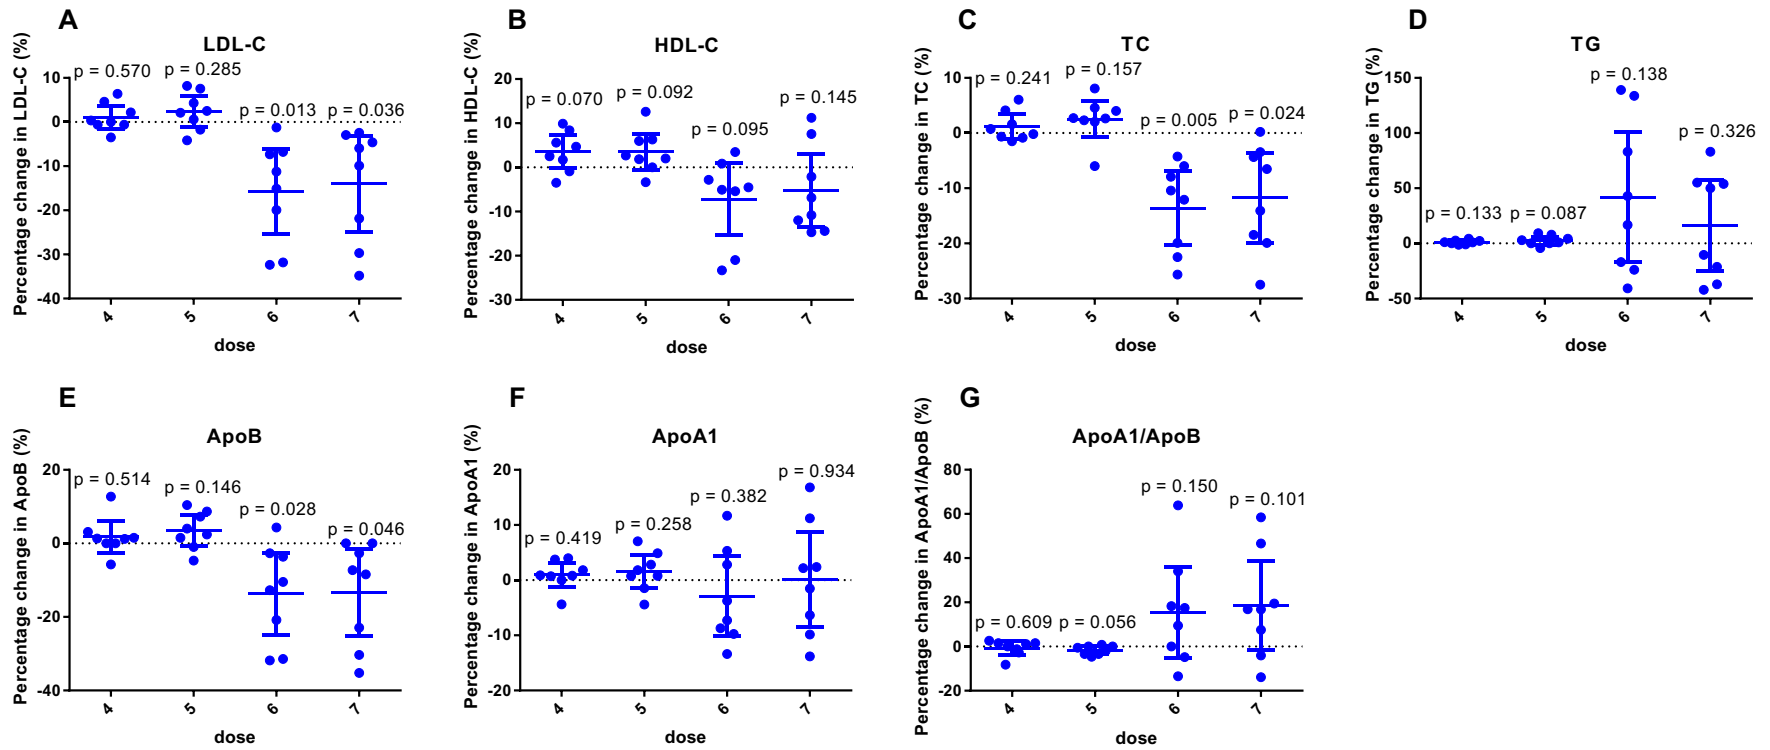 A
LDL-C
Percentage change in LDL-C (%)
p = 0.570
p = 0.285
p = 0.013
p = 0.036
10
0
-10
-20
-30
-40
4
5
6
7
dose
B
HDL-C
Percentage change in HDL-C (%)
p = 0.070
p = 0.092
p = 0.095
p = 0.145
20
10
0
-10
-20
-30
4
5
6
7
dose
C
TC
Percentage change in TC (%)
p = 0.241
p = 0.157
p = 0.005
p = 0.024
10
0
-10
-20
-30
4
5
6
7
dose
D
TG
Percentage change in TG (%)
p = 0.133
p = 0.087
p = 0.138
p = 0.326
150
100
50
0
-50
4
5
6
7
dose
E
ApoB
Percentage change in ApoB (%)
p = 0.514
p = 0.146
p = 0.028
p = 0.046
20
0
-20
-40
4
5
6
7
dose
F
ApoA1
Percentage change in ApoA1 (%)
p = 0.419
p = 0.258
p = 0.382
p = 0.934
20
10
0
-10
-20
4
5
6
7
dose
G
ApoA1/ApoB
Percentage change in ApoA1/ApoB (%)
p = 0.609
p = 0.056
p = 0.150
p = 0.101
80
60
40
20
0
-20
4
5
6
7
dose